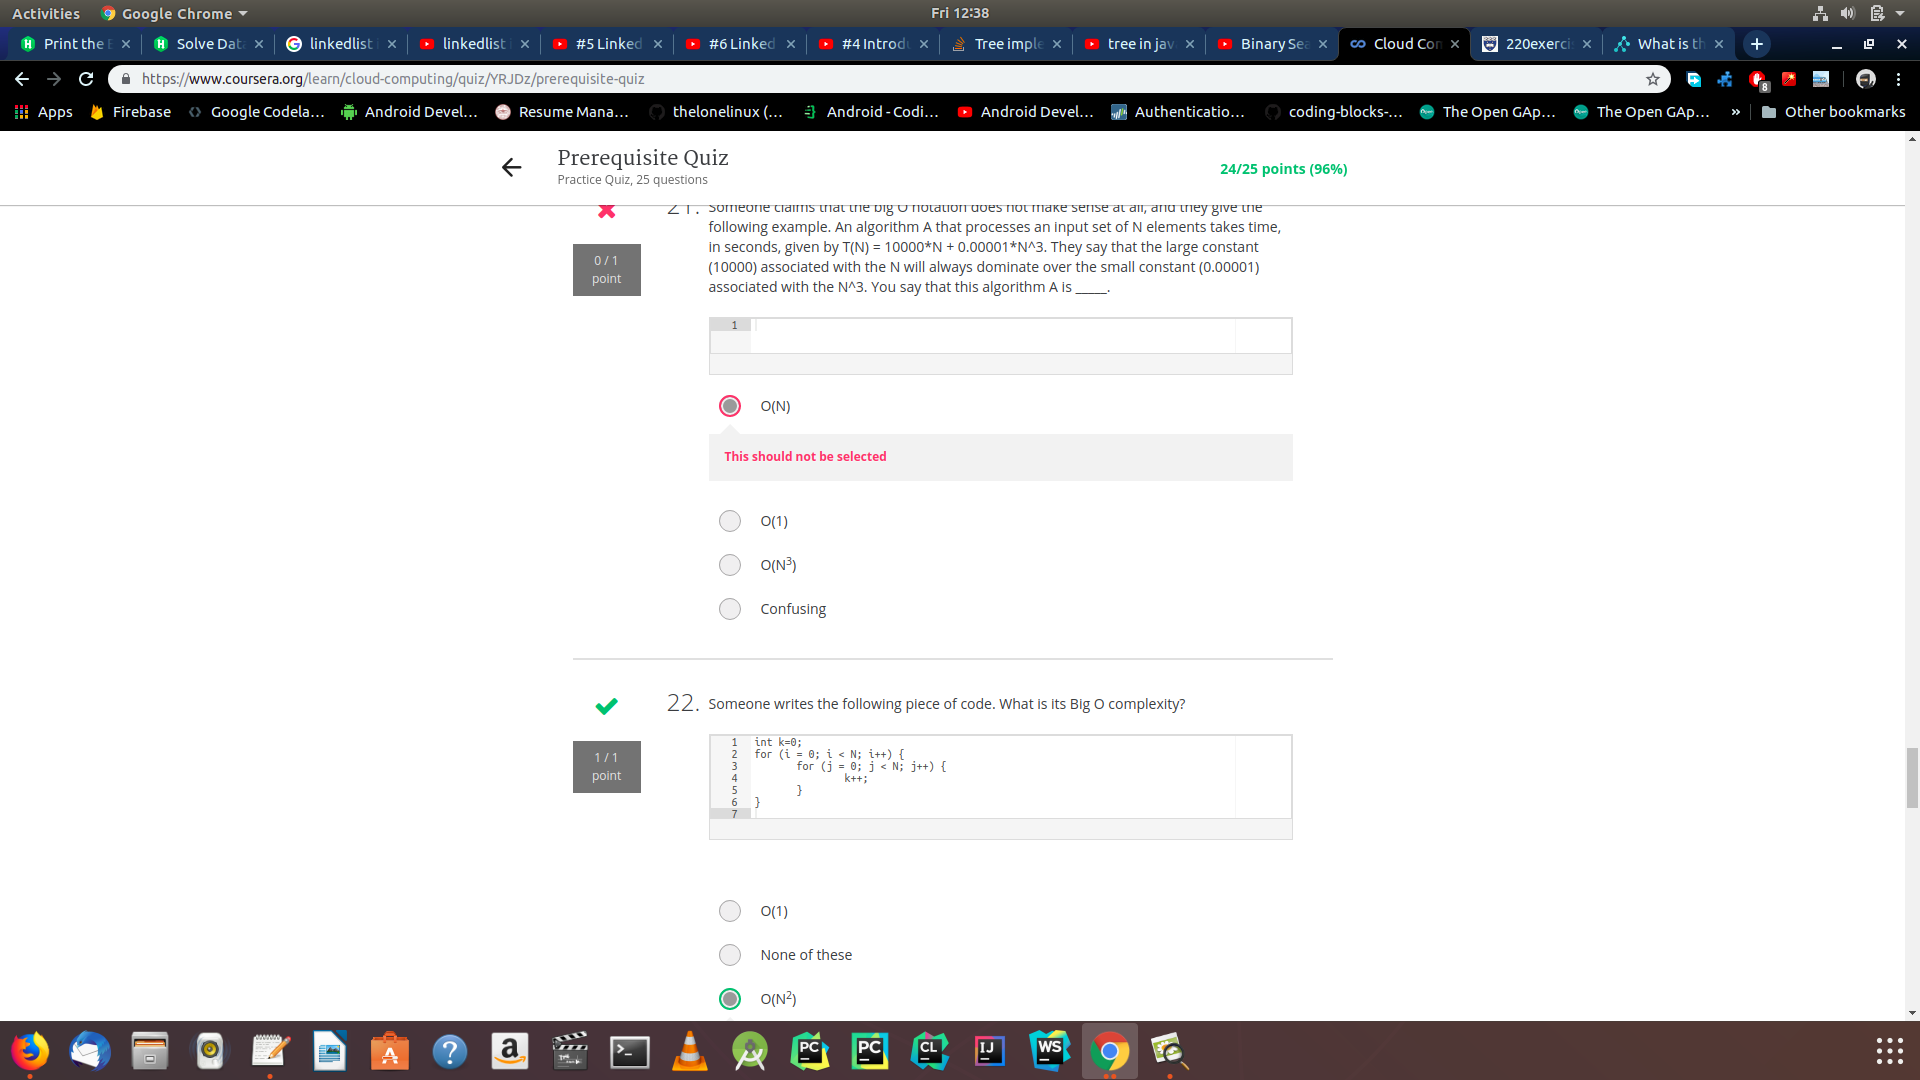 Activities
Google Chrome
Fri 12:38
Print the
Solve Dat
linkedlist
linkedlist
#5 Linked
#6 Linked
#4 Introdu
Tree imple
tree in jav
Binary Sea
Cloud Con
220exerci
What is th
https://www.coursera.org/learn/cloud-computing/quiz/YRJDz/prerequisite-quiz
8
Apps
Firebase
Google Codela...
Android Devel...
Resume Mana...
thelonelinux (...
Android - Codi...
Android Devel...
Authenticatio...
coding-blocks-...
The Open GAp...
The Open GAp...
»
Other bookmarks
Prerequisite Quiz
Practice Quiz, 25 questions
24/25 points (96%)
21. Someone claims that the big O notation does not make sense at all, and they give the
following example. An algorithm A that processes an input set of N elements takes time,
in seconds, given by T(N) = 10000*N + 0.00001*N^3. They say that the large constant
(10000) associated with the N will always dominate over the small constant (0.00001)
associated with the N^3. You say that this algorithm A is _____.
0 / 1
point
1
O(N)
This should not be selected
O(1)
O(N³)
Confusing
22. Someone writes the following piece of code. What is its Big O complexity?
1 / 1
point
1 int k=0;
2 for (i = 0; i < N; i++) {
3 for (j = 0; j < N; j++) {
4 k++;
5 }
6 }
7
O(1)
None of these
O(N²)
A
?
a
>_
PC
PC
CL
IJ
WS